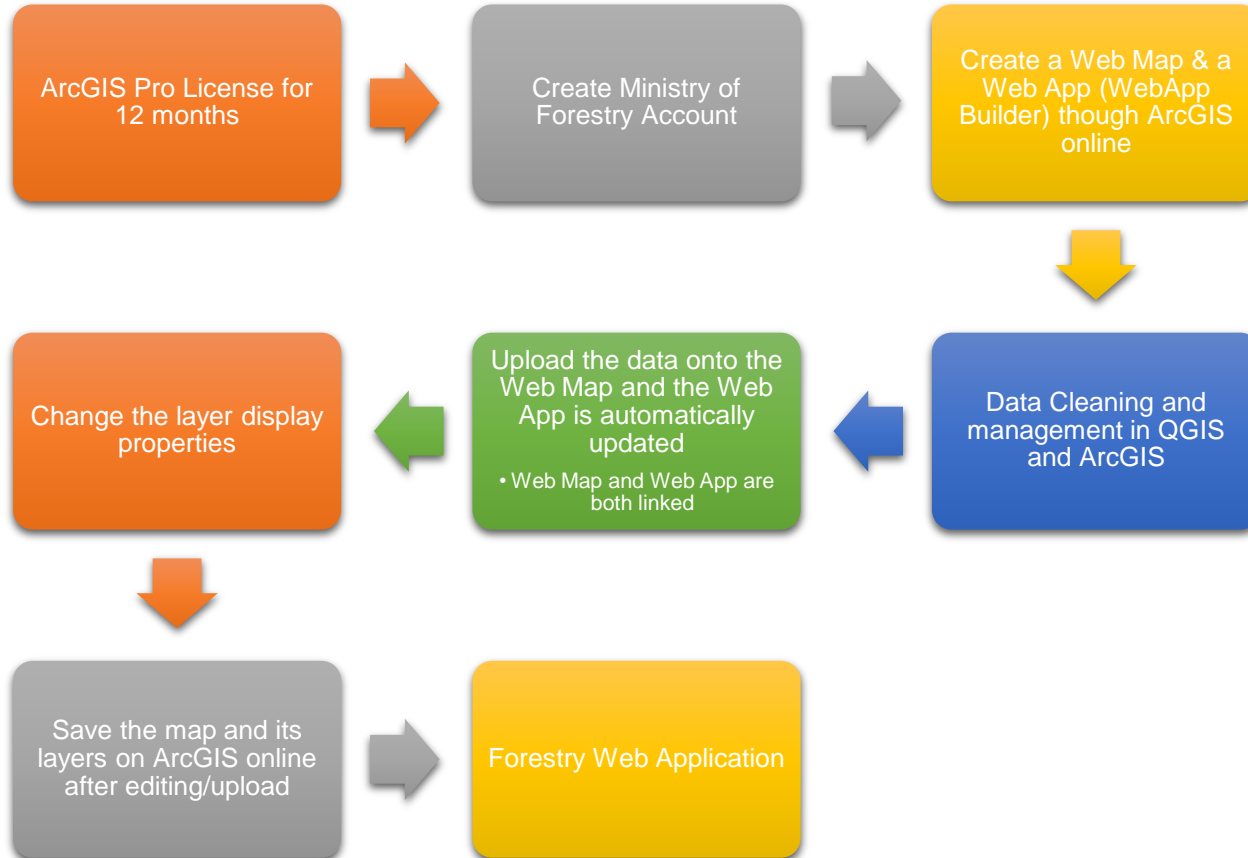 ArcGIS Pro License for
12 months
Create Ministry of
Forestry Account
Create a Web Map & a
Web App (WebApp
Builder) though ArcGIS
online
Data Cleaning and
management in QGIS
and ArcGIS
Upload the data onto the
Web Map and the Web
App is automatically
updated
• Web Map and Web App are
both linked
Change the layer display
properties
Save the map and its
layers on ArcGIS online
after editing/upload
Forestry Web Application